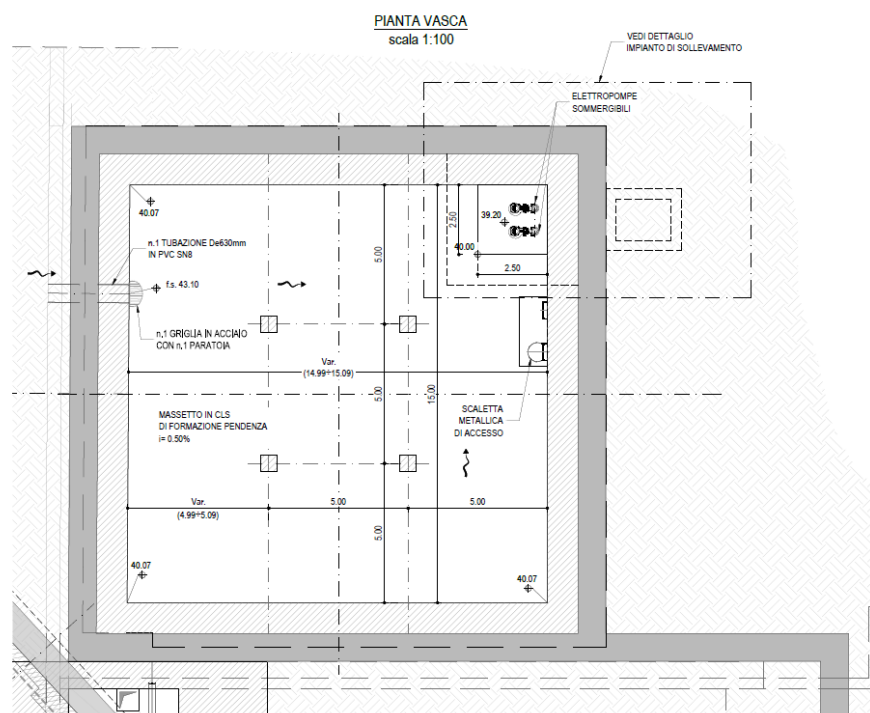 PIANTA VASCA
scala 1:100
VEDI DETTAGLIO
IMPIANTO DI SOLLEVAMENTO
ELETTROPOMPE
SOMMERGIBILI
40.07
39.20
2.50
40.00
2.50
5.00
n.1 TUBAZIONE De630mm
IN PVC SN8
f.s. 43.10
n.1 GRIGLIA IN ACCIAIO
CON n.1 PARATOIA
Var.
(14.99÷15.09)
5.00
15.00
MASSETTO IN CLS
DI FORMAZIONE PENDENZA
i= 0.50%
SCALETTA
METALLICA
DI ACCESSO
Var.
(4.99÷5.09)
5.00
5.00
5.00
40.07
40.07